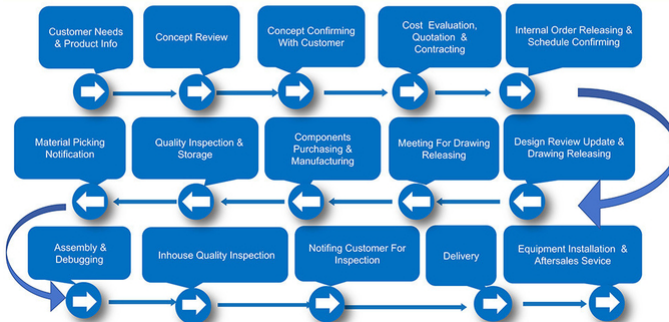 Customer Needs
& Product Info
Concept Review
Concept Confirming
With Customer
Cost Evaluation,
Quotation &
Contracting
Internal Order Releasing &
Schedule Confirming
Design Review Update &
Drawing Releasing
Meeting For Drawing
Releasing
Components
Purchasing &
Manufacturing
Quality Inspection &
Storage
Material Picking
Notification
Assembly &
Debugging
Inhouse Quality Inspection
Notifing Customer For
Inspection
Delivery
Equipment Installation &
Aftersales Sevice